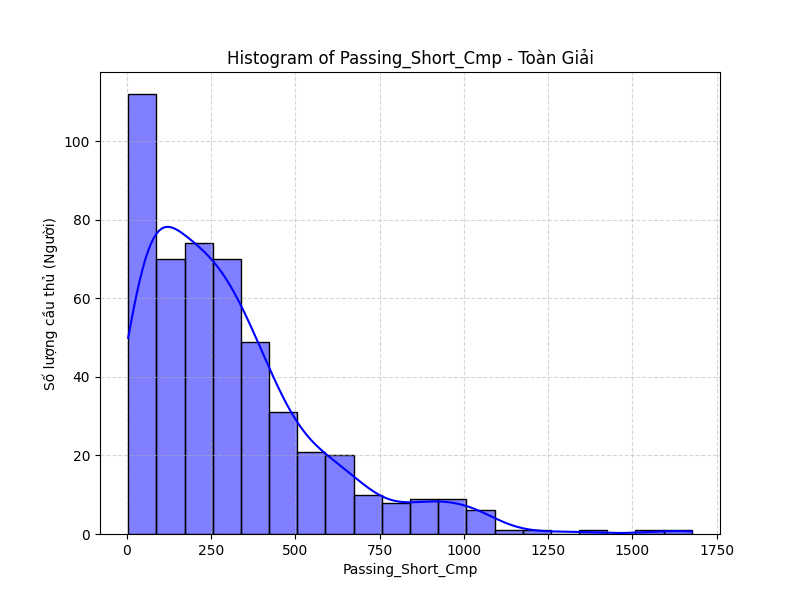 Histogram of Passing_Short_Cmp - Toàn Giải
Số lượng cầu thủ (Người)
100
80
60
40
20
0
0 250 500 750 1000 1250 1500 1750
Passing_Short_Cmp